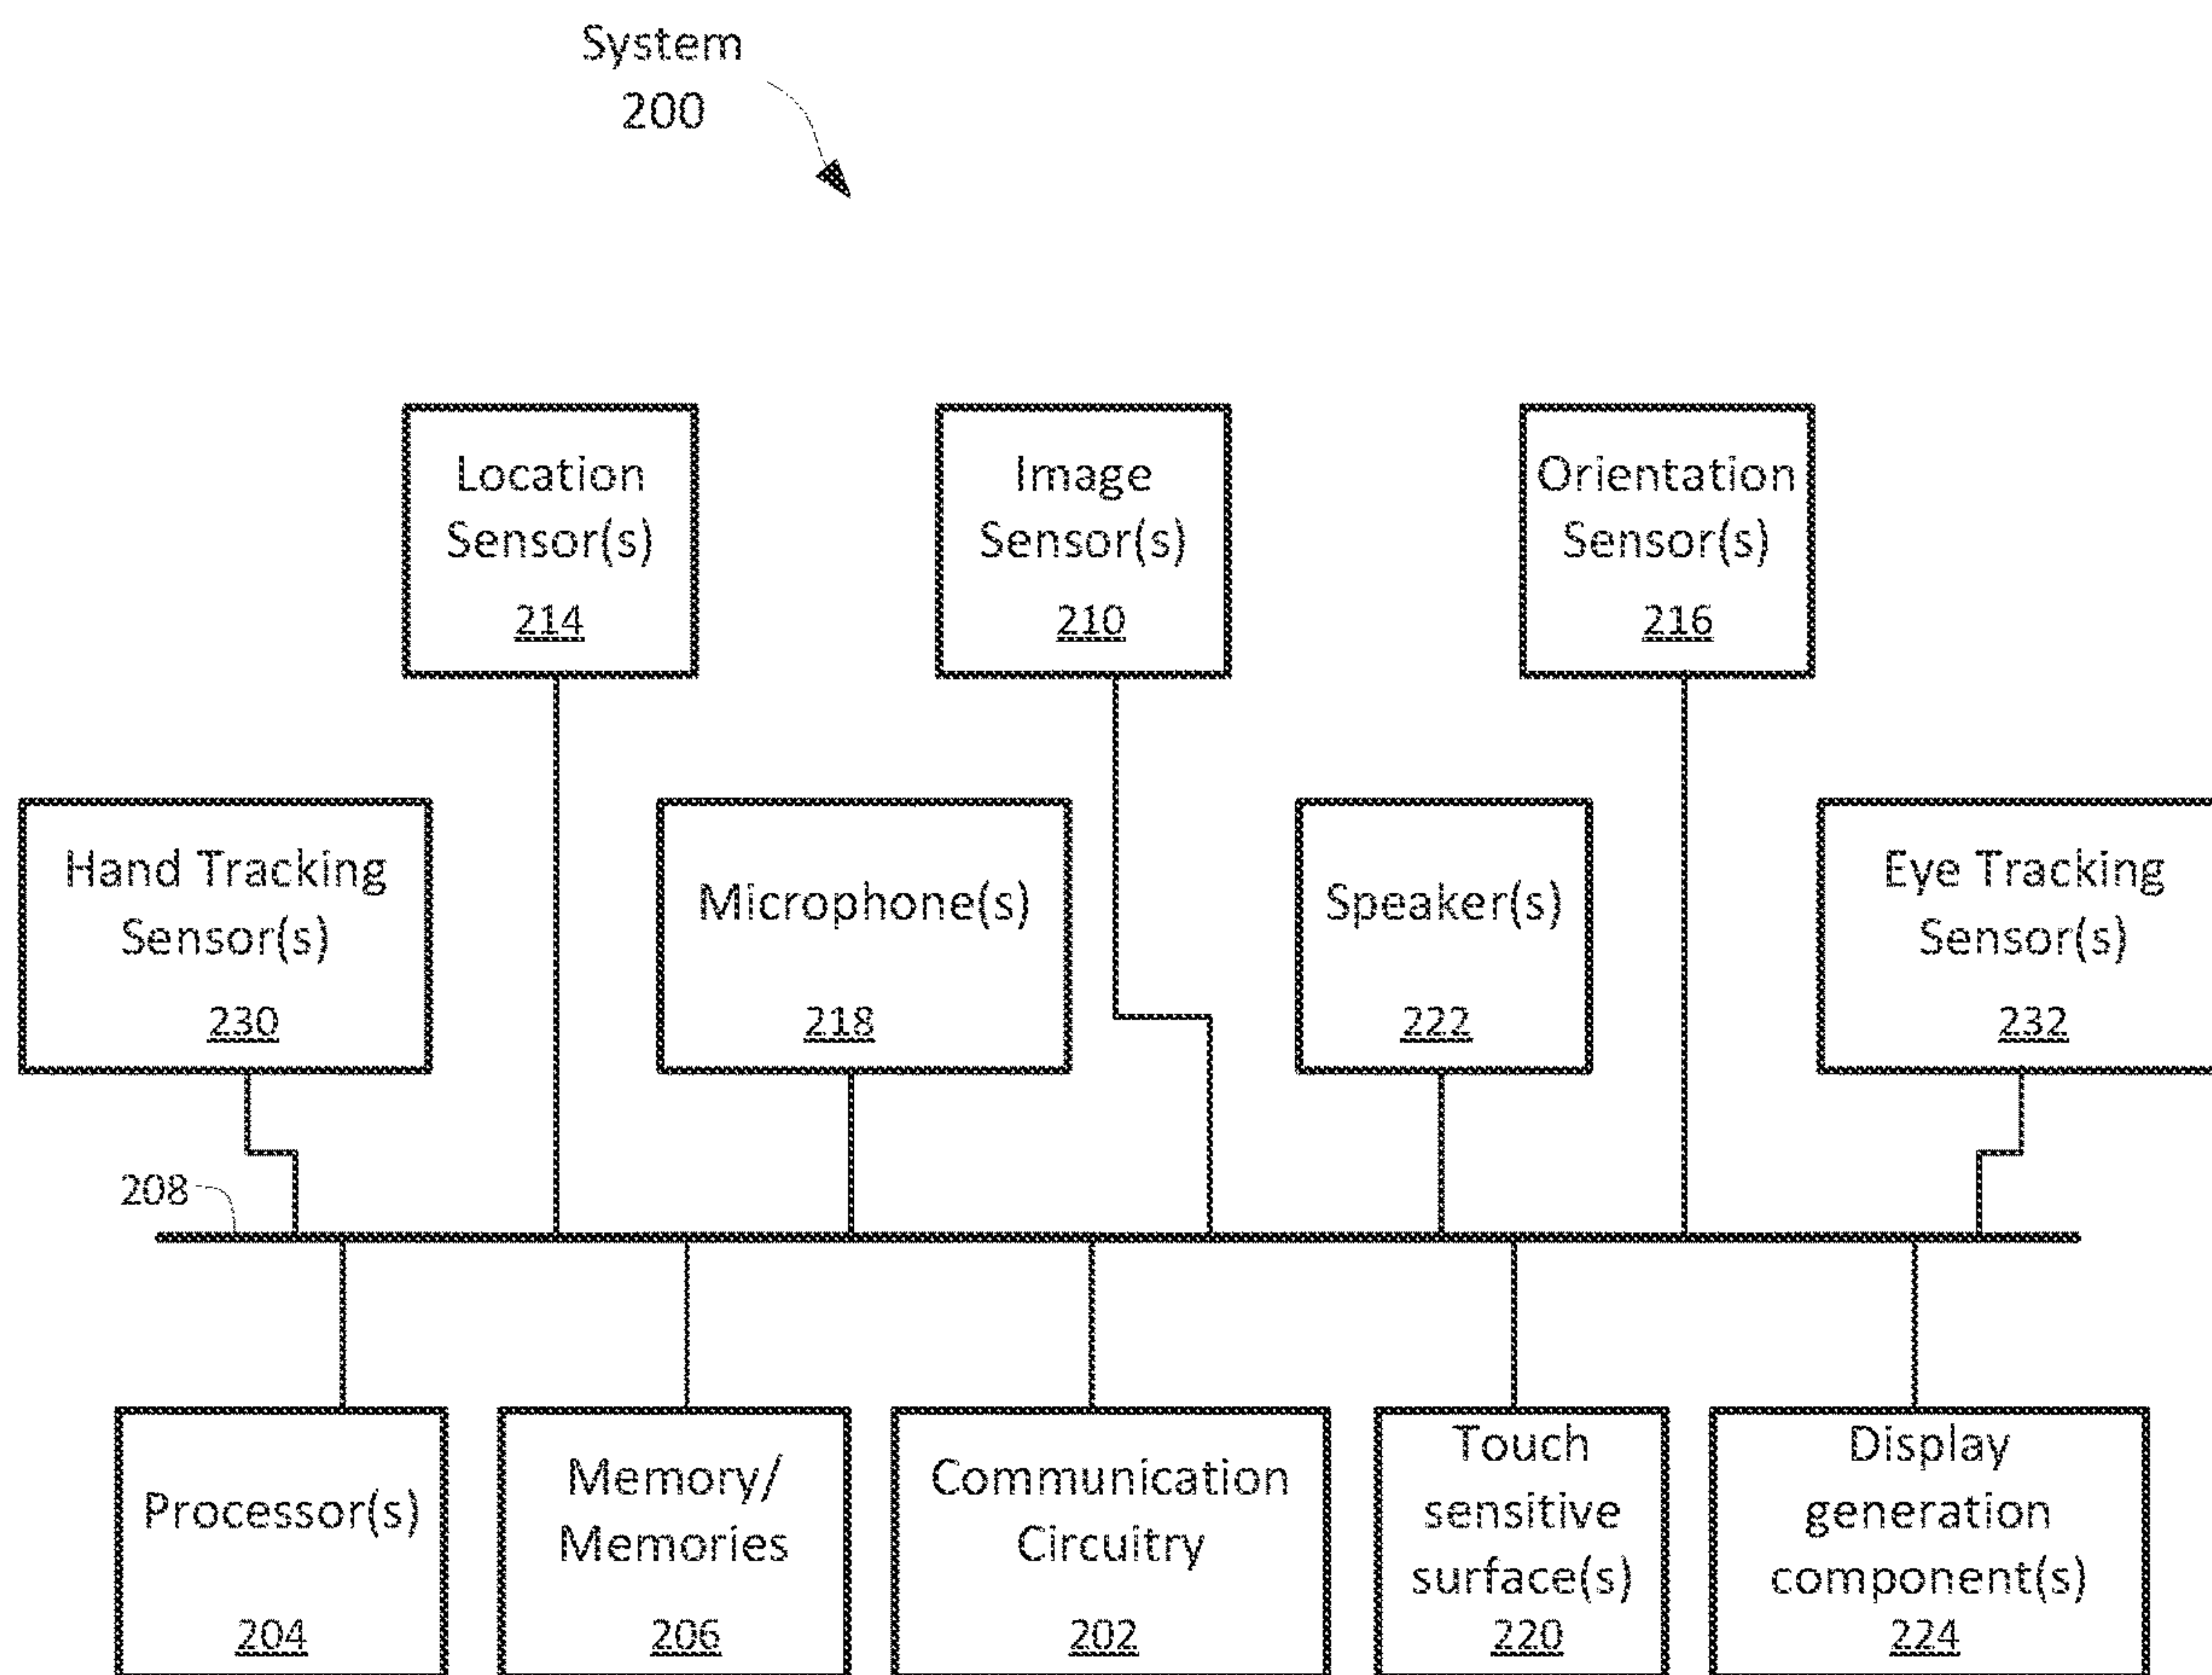 System
200
Location
Sensor(s)
214
Image
Sensor(s)
210
Orientation
Sensor(s)
216
Hand Tracking
Sensor(s)
230
Microphone(s)
218
Speaker(s)
222
Eye Tracking
Sensor(s)
232
208
Processor(s)
204
Memory/
Memories
206
Communication
Circuitry
202
Touch
sensitive
surface(s)
220
Display
generation
component(s)
224